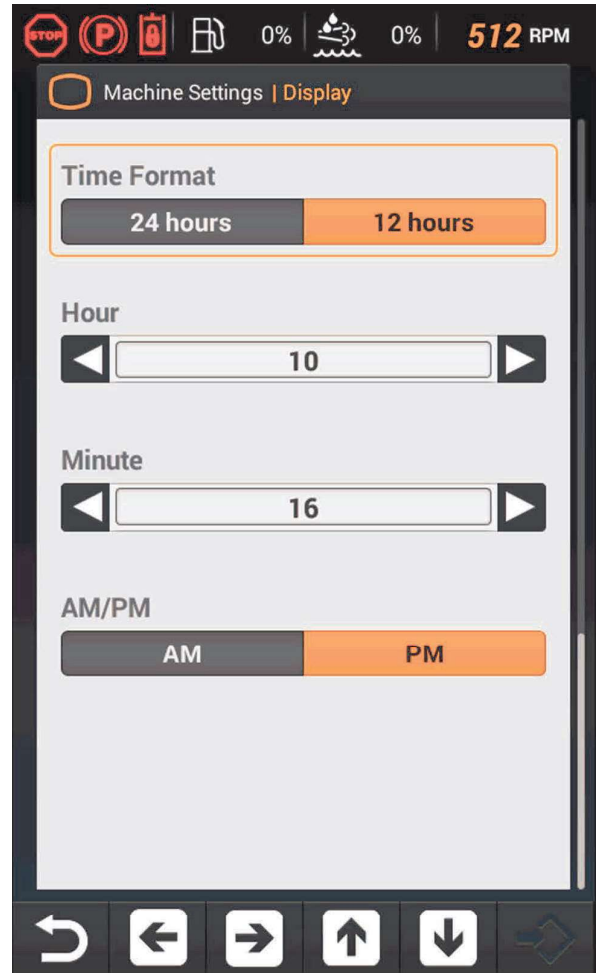 STOP P 0% 0% 512 RPM
Machine Settings | Display
Time Format
24 hours 12 hours
Hour
10
Minute
16
AM/PM
AM PM